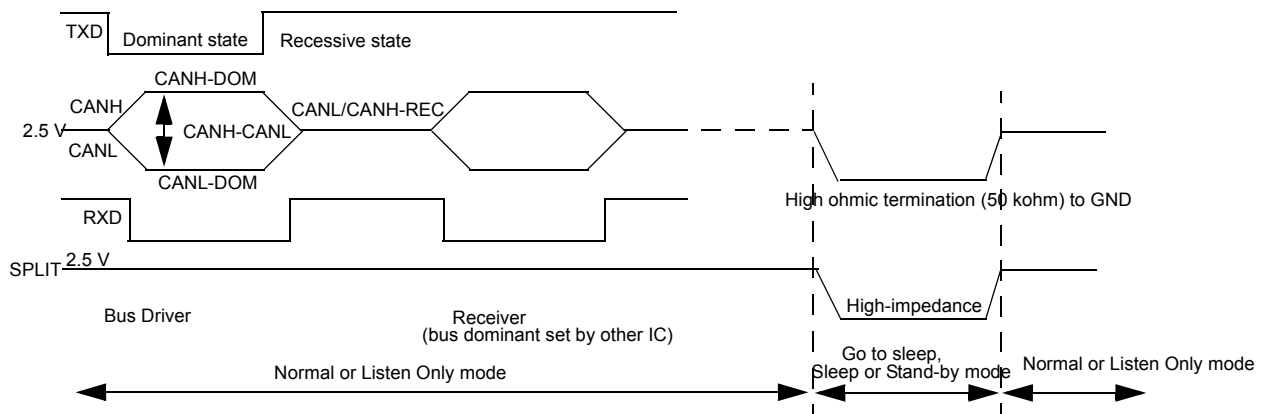 TXD
Dominant state
Recessive state
CANH-DOM
CANH
CANL/CANH-REC
2.5 V
CANH-CANL
CANL
CANL-DOM
High ohmic termination (50 kohm) to GND
RXD
2.5 V
SPLIT
High-impedance
Bus Driver
Receiver
(bus dominant set by other IC)
Go to sleep,
Sleep or Stand-by mode
Normal or Listen Only mode
Normal or Listen Only mode